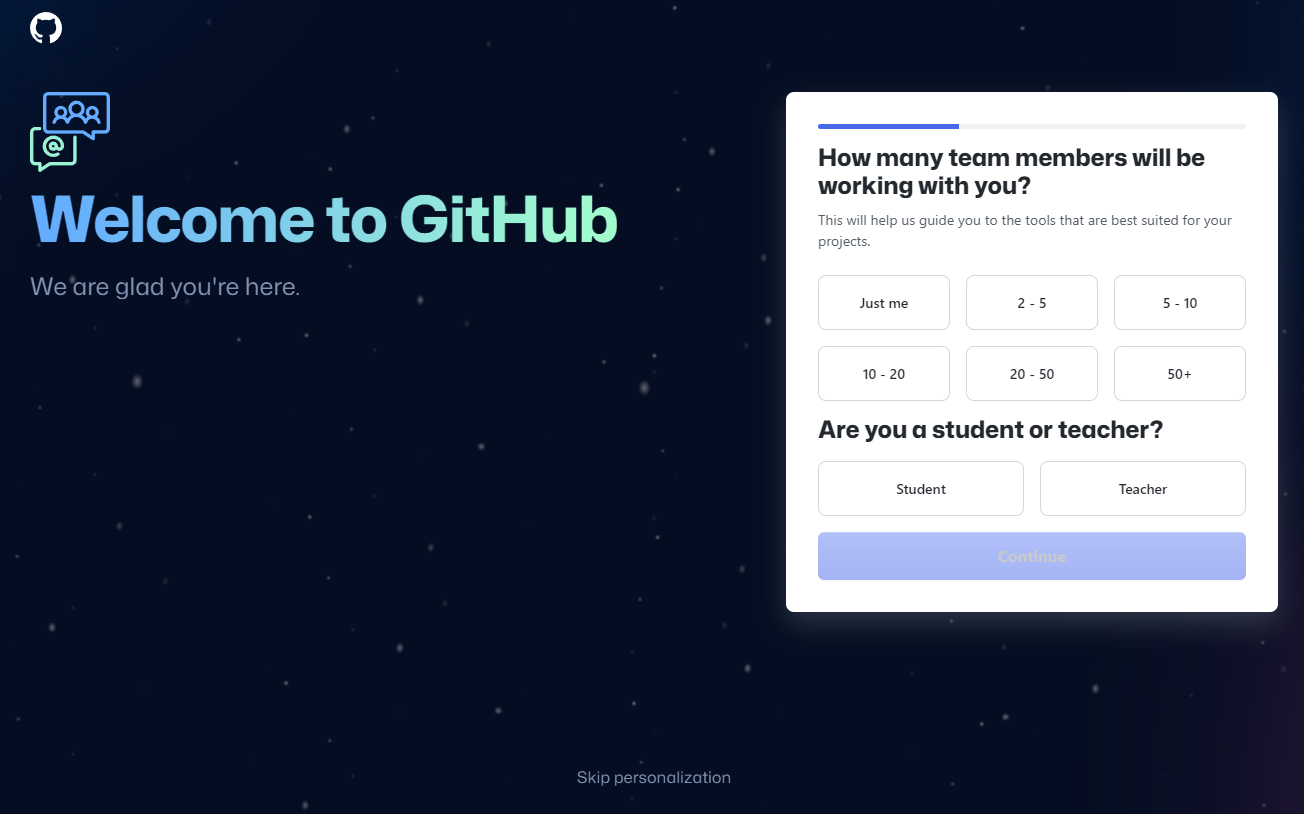 Welcome to GitHub
We are glad you're here.
How many team members will be
working with you?
This will help us guide you to the tools that are best suited for your
projects.
Just me
2 - 5
5 - 10
10 - 20
20 - 50
50+
Are you a student or teacher?
Student
Teacher
Continue
Skip personalization